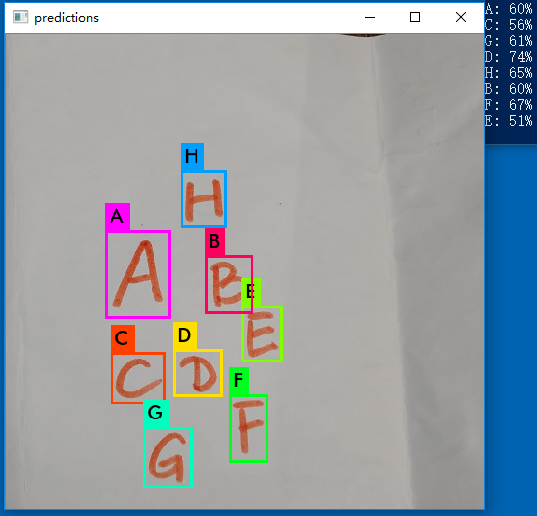 predictions
A: 60%
C: 56%
G: 61%
D: 74%
H: 65%
B: 60%
F: 67%
E: 51%
H
H
A
B
A
B
E
E
C
D
C
D
F
G
F
G